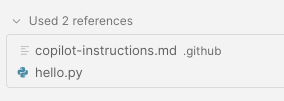 Used 2 references
copilot-instructions.md .github
hello.py